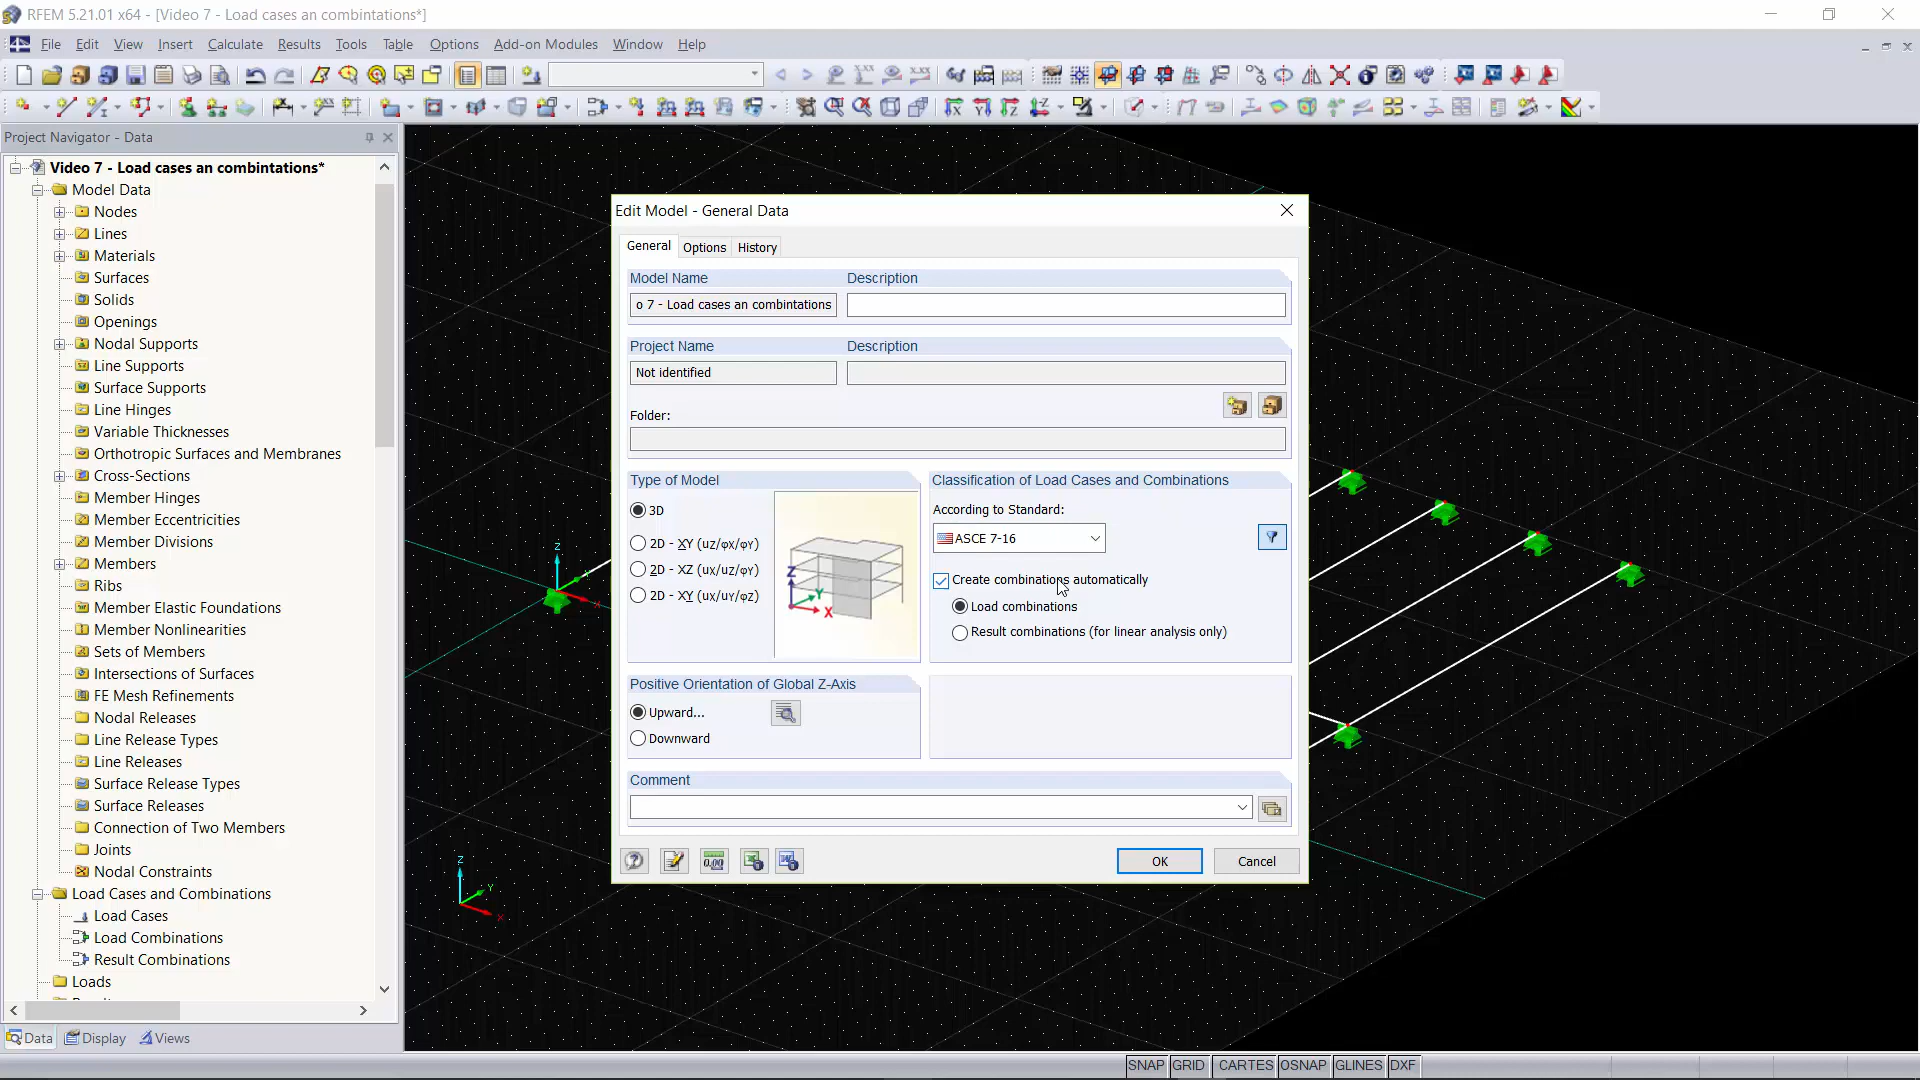 RFEM 5.21.01 x64 - [Video 7 - Load cases an combintations*]
File Edit View Insert Calculate Results Tools Table Options Add-on Modules Window Help
Project Navigator - Data
Video 7 - Load cases an combintations*
Model Data
Nodes
Lines
Materials
Surfaces
Solids
Openings
Nodal Supports
Line Supports
Surface Supports
Line Hinges
Variable Thicknesses
Orthotropic Surfaces and Membranes
Cross-Sections
Member Hinges
Member Eccentricities
Member Divisions
Members
Ribs
Member Elastic Foundations
Member Nonlinearities
Sets of Members
Intersections of Surfaces
FE Mesh Refinements
Nodal Releases
Line Release Types
Line Releases
Surface Release Types
Surface Releases
Connection of Two Members
Joints
Nodal Constraints
Load Cases and Combinations
Load Cases
Load Combinations
Result Combinations
Loads
Data Display Views
Edit Model - General Data
General Options History
Model Name Description
o 7 - Load cases an combintations
Project Name Description
Not identified
Folder:
Type of Model
3D
2D - XY (uZ/φX/φY)
2D - XZ (uX/uZ/φY)
2D - XY (uX/uY/φZ)
Z
Y
X
Classification of Load Cases and Combinations
According to Standard:
ASCE 7-16
Create combinations automatically
Load combinations
Result combinations (for linear analysis only)
Positive Orientation of Global Z-Axis
Upward...
Downward
Comment
0.00
OK Cancel
Z
X
Z
Y
X
SNAP GRID CARTES OSNAP GLINES DXF